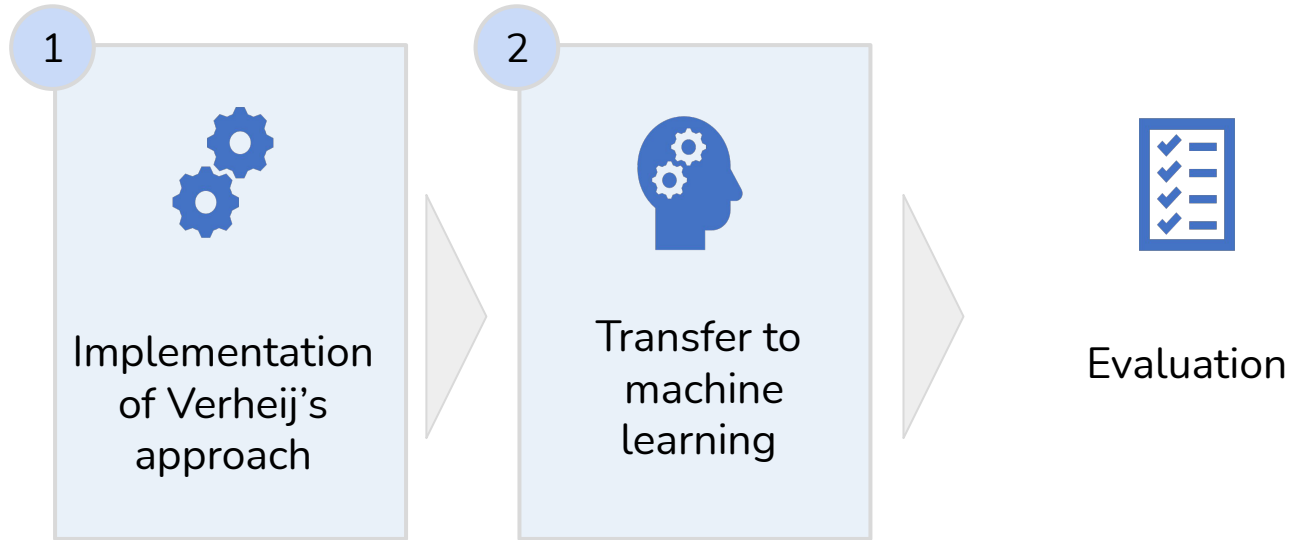 1
Implementation
of Verheij’s
approach
2
Transfer to
machine
learning
Evaluation